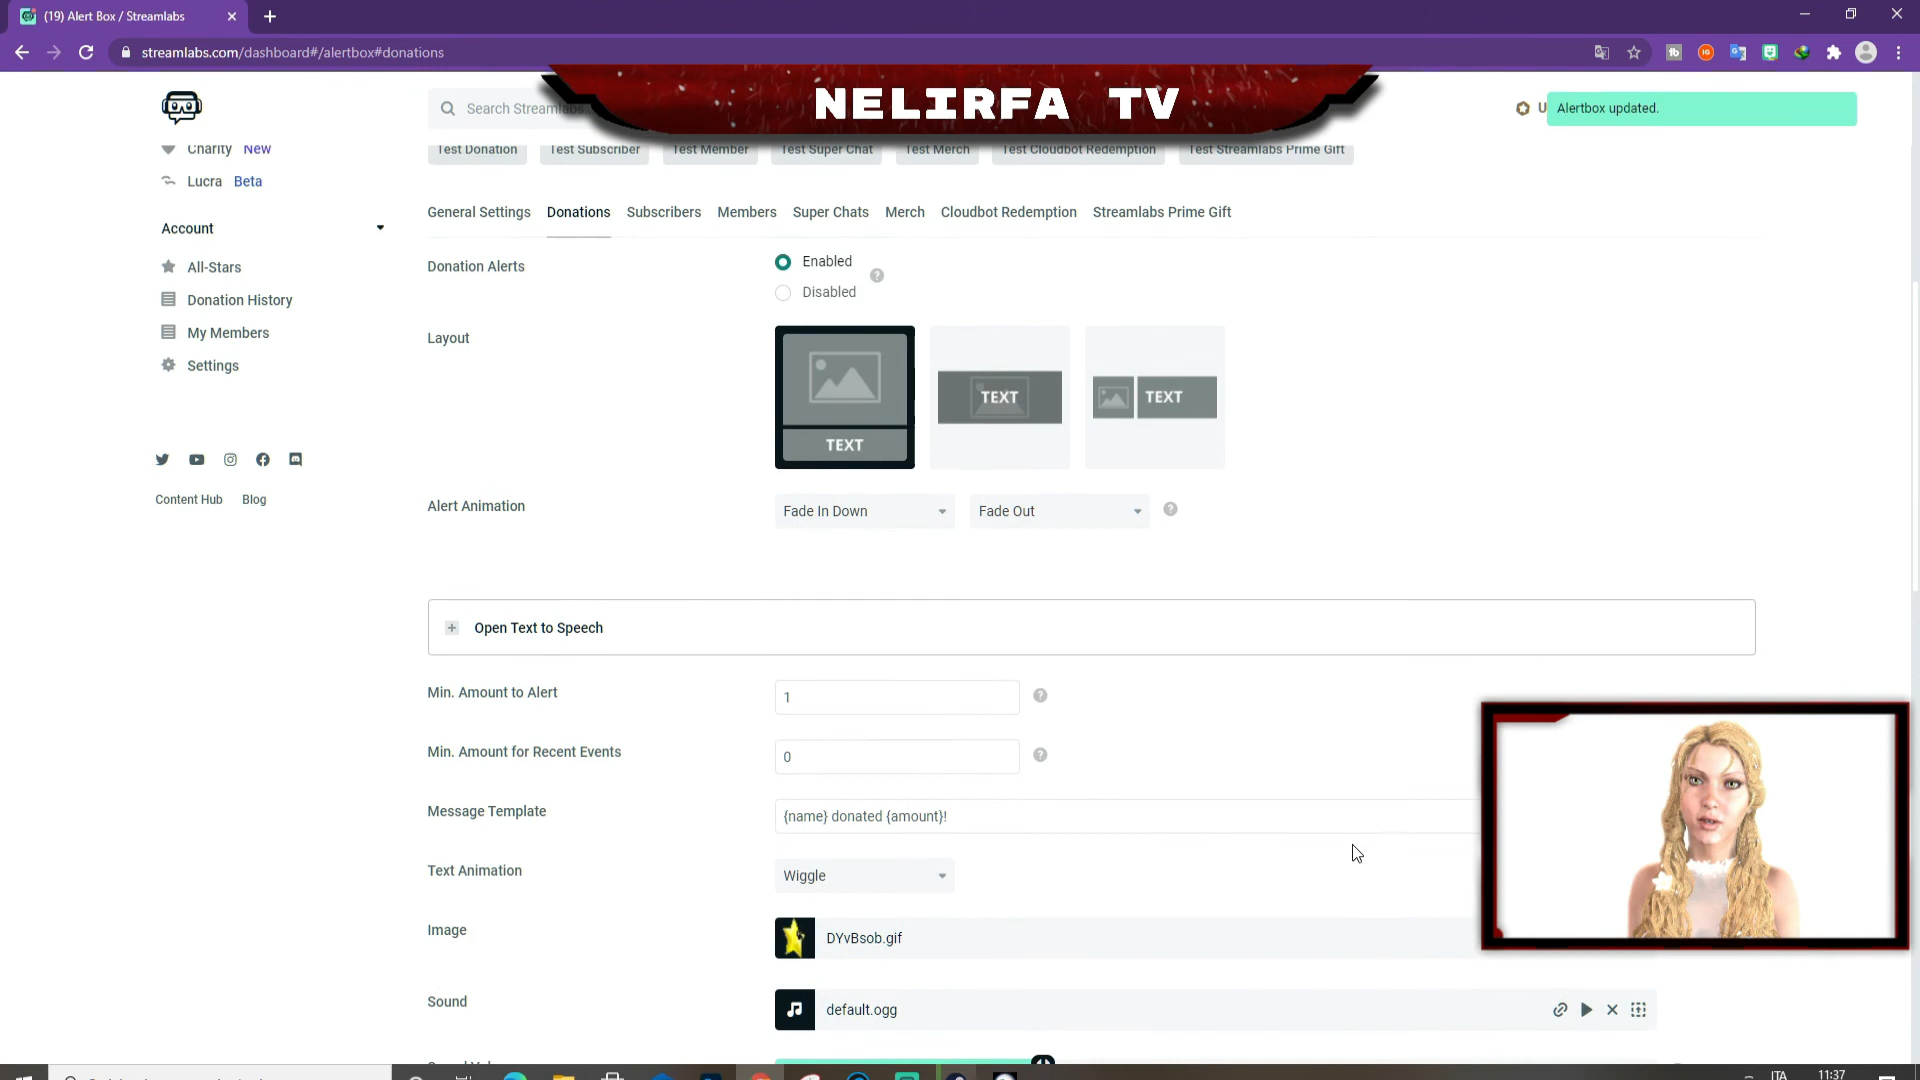 (19) Alert Box / Streamlabs
streamlabs.com/dashboard#/alertbox#donations
NELIRFA TV
Search Streamlabs
U
Alertbox updated.
Charity New
Lucra Beta
Account
All-Stars
Donation History
My Members
Settings
Content Hub Blog
Test Donation Test Subscriber Test Member Test Super Chat Test Merch Test Cloudbot Redemption Test Streamlabs Prime Gift
General Settings Donations Subscribers Members Super Chats Merch Cloudbot Redemption Streamlabs Prime Gift
Donation Alerts
Enabled
Disabled
Layout
TEXT
TEXT
TEXT
Alert Animation
Fade In Down Fade Out
Open Text to Speech
Min. Amount to Alert
1
Min. Amount for Recent Events
0
Message Template
{name} donated {amount}!
Text Animation
Wiggle
Image
DYvBsob.gif
Sound
default.ogg
ITA
11:37